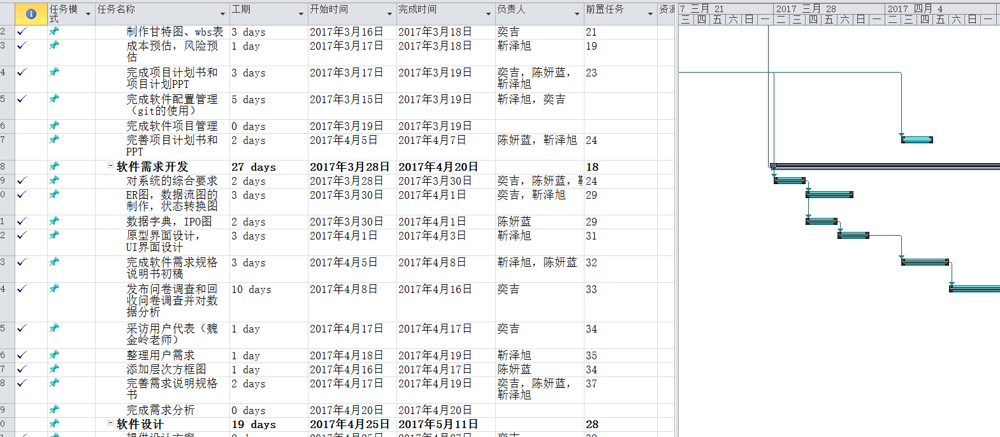 任务模式 任务名称 工期 开始时间 完成时间 负责人 前置任务 资源
7 三月 21 2017 三月 28 2017 四月 4
三 四 五 六 日 一 二 三 四 五 六 日 一 二 三 四 五 六 日 一
2 制作甘特图、wbs表 3 days 2017年3月16日 2017年3月18日 奕吉 21
3 成本预估，风险预 1 day 2017年3月17日 2017年3月18日 靳泽旭 19
估
4 完成项目计划书和 3 days 2017年3月17日 2017年3月19日 奕吉，陈妍蓝， 23
项目计划PPT 靳泽旭
5 完成软件配置管理 5 days 2017年3月15日 2017年3月19日 靳泽旭，奕吉
（git的使用）
6 完成软件项目管理 0 days 2017年3月19日 2017年3月19日
7 完善项目计划书和 2 days 2017年4月5日 2017年4月7日 陈妍蓝，靳泽旭 24
PPT
8 软件需求开发 27 days 2017年3月28日 2017年4月20日 18
9 对系统的综合要求 2 days 2017年3月28日 2017年3月30日 奕吉，陈妍蓝， 24
0 ER图，数据流图的 3 days 2017年3月30日 2017年4月1日 奕吉，靳泽旭 29
制作，状态转换图
1 数据字典，IPO图 2 days 2017年3月30日 2017年4月1日 陈妍蓝 29
2 原型界面设计， 3 days 2017年4月1日 2017年4月3日 靳泽旭 31
UI界面设计
3 完成软件需求规格 3 days 2017年4月5日 2017年4月8日 靳泽旭，陈妍蓝 32
说明书初稿
4 发布问卷调查和回 10 days 2017年4月8日 2017年4月16日 奕吉 33
收问卷调查并对数
据分析
5 采访用户代表（魏 1 day 2017年4月17日 2017年4月17日 奕吉 34
金岭老师）
6 整理用户需求 1 day 2017年4月18日 2017年4月19日 靳泽旭 35
7 添加层次方框图 1 day 2017年4月16日 2017年4月17日 陈妍蓝 34
8 完善需求说明规格 2 days 2017年4月17日 2017年4月19日 奕吉，陈妍蓝， 37
书 靳泽旭
9 完成需求分析 0 days 2017年4月20日 2017年4月20日
0 软件设计 19 days 2017年4月25日 2017年5月11日 28